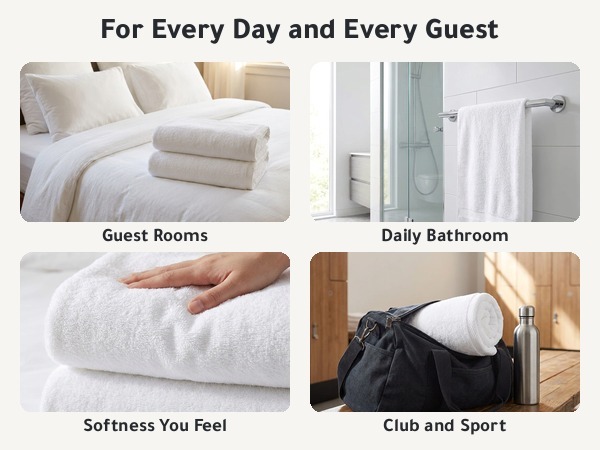 For Every Day and Every Guest
Guest Rooms
Daily Bathroom
Softness You Feel
Club and Sport